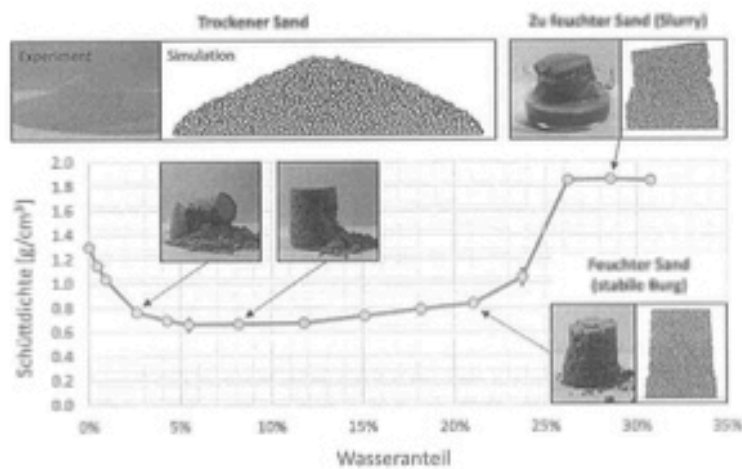 Trockener Sand
Zu feuchter Sand (Slurry)
Experiment
Simulation
Schüttdichte [g/cm³]
2.0
1.8
1.6
1.4
1.2
1.0
0.8
0.6
0.4
0.2
0.0
Feuchter Sand
(stabile Burg)
0%
5%
10%
15%
20%
25%
30%
35%
Wasseranteil